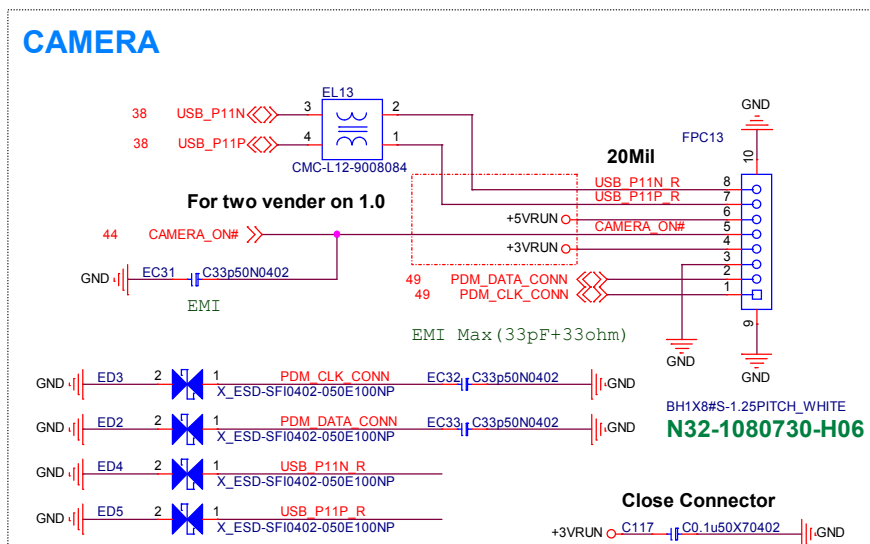 CAMERA
EL13
38 USB_P11N 3 2
38 USB_P11P 4 1
CMC-L12-9008084
GND
FPC13
10
20Mil
USB_P11N_R 8
USB_P11P_R 7
For two vender on 1.0
+5VRUN 6
44 CAMERA_ON# CAMERA_ON# 5
+3VRUN 4
3
GND EC31 C33p50N0402
EMI
49 PDM_DATA_CONN 2
49 PDM_CLK_CONN 1
9
EMI Max(33pF+33ohm)
GND
GND
GND ED3 2 1 PDM_CLK_CONN EC32 C33p50N0402 GND
X_ESD-SFI0402-050E100NP
GND ED2 2 1 PDM_DATA_CONN EC33 C33p50N0402 GND
X_ESD-SFI0402-050E100NP
BH1X8#S-1.25PITCH_WHITE
N32-1080730-H06
GND ED4 2 1 USB_P11N_R
X_ESD-SFI0402-050E100NP
GND ED5 2 1 USB_P11P_R
X_ESD-SFI0402-050E100NP
Close Connector
+3VRUN C117 C0.1u50X70402 GND